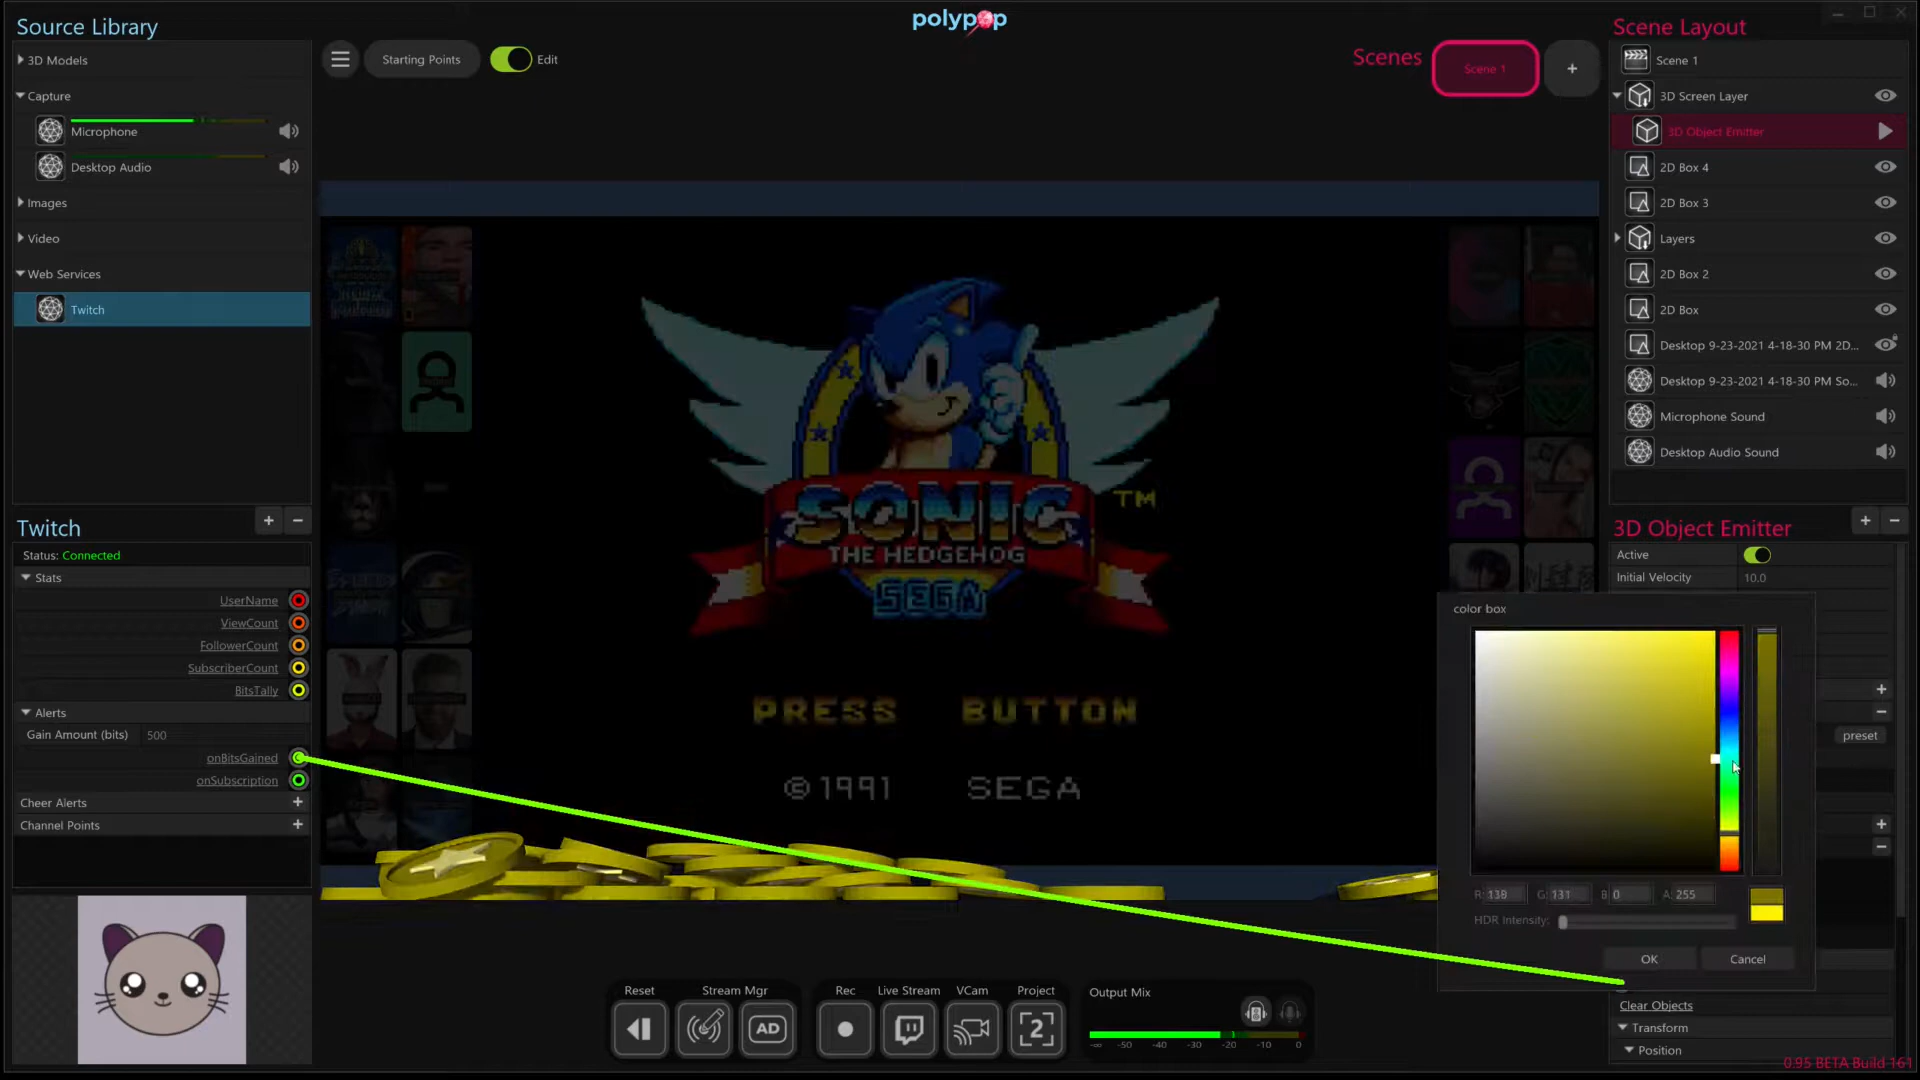 Source Library
3D Models
Capture
Microphone
Desktop Audio
Images
Video
Web Services
Twitch
Twitch
+ −
Status: Connected
Stats
UserName
ViewCount
FollowerCount
SubscriberCount
BitsTally
Alerts
Gain Amount (bits) 500
onBitsGained
onSubscription
Cheer Alerts +
Channel Points +
polypop
Starting Points
Edit
Scenes
Scene 1
+
SONIC
TM
THE HEDGEHOG
SEGA
PRESS BUTTON
©1991 SEGA
Reset
Stream Mgr
AD
Rec
Live Stream
VCam
Project
2
Output Mix
-∞ -50 -40 -30 -20 -10 0
Scene Layout
Scene 1
3D Screen Layer
3D Object Emitter
2D Box 4
2D Box 3
Layers
2D Box 2
2D Box
Desktop 9-23-2021 4-18-30 PM 2D...
Desktop 9-23-2021 4-18-30 PM So...
Microphone Sound
Desktop Audio Sound
3D Object Emitter
+ −
Active
Initial Velocity 10.0
color box
preset
R: 138 G: 131 B: 0 A: 255
HDR Intensity:
OK
Cancel
Clear Objects
Transform
Position
0.95 BETA Build 161